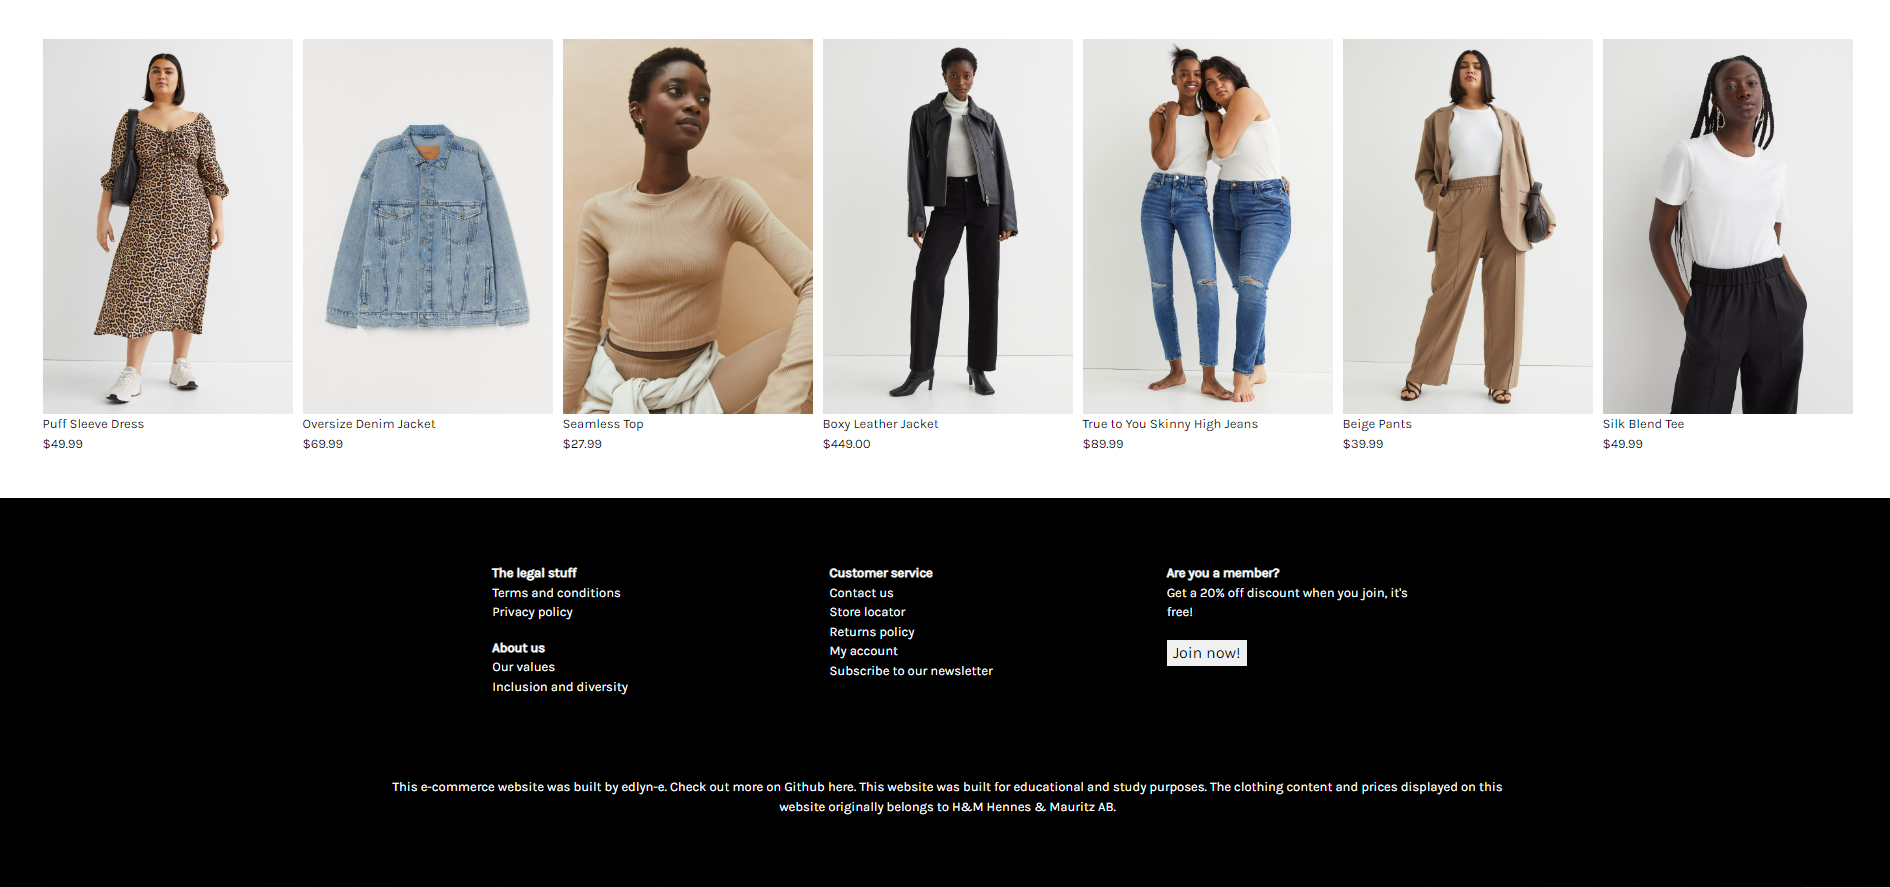 Puff Sleeve Dress
$49.99
Oversize Denim Jacket
$69.99
Seamless Top
$27.99
Boxy Leather Jacket
$449.00
True to You Skinny High Jeans
$89.99
Beige Pants
$39.99
Silk Blend Tee
$49.99
The legal stuff
Terms and conditions
Privacy policy
About us
Our values
Inclusion and diversity
Customer service
Contact us
Store locator
Returns policy
My account
Subscribe to our newsletter
Are you a member?
Get a 20% off discount when you join, it's
free!
Join now!
This e-commerce website was built by edlyn-e. Check out more on Github here. This website was built for educational and study purposes. The clothing content and prices displayed on this
website originally belongs to H&M Hennes & Mauritz AB.